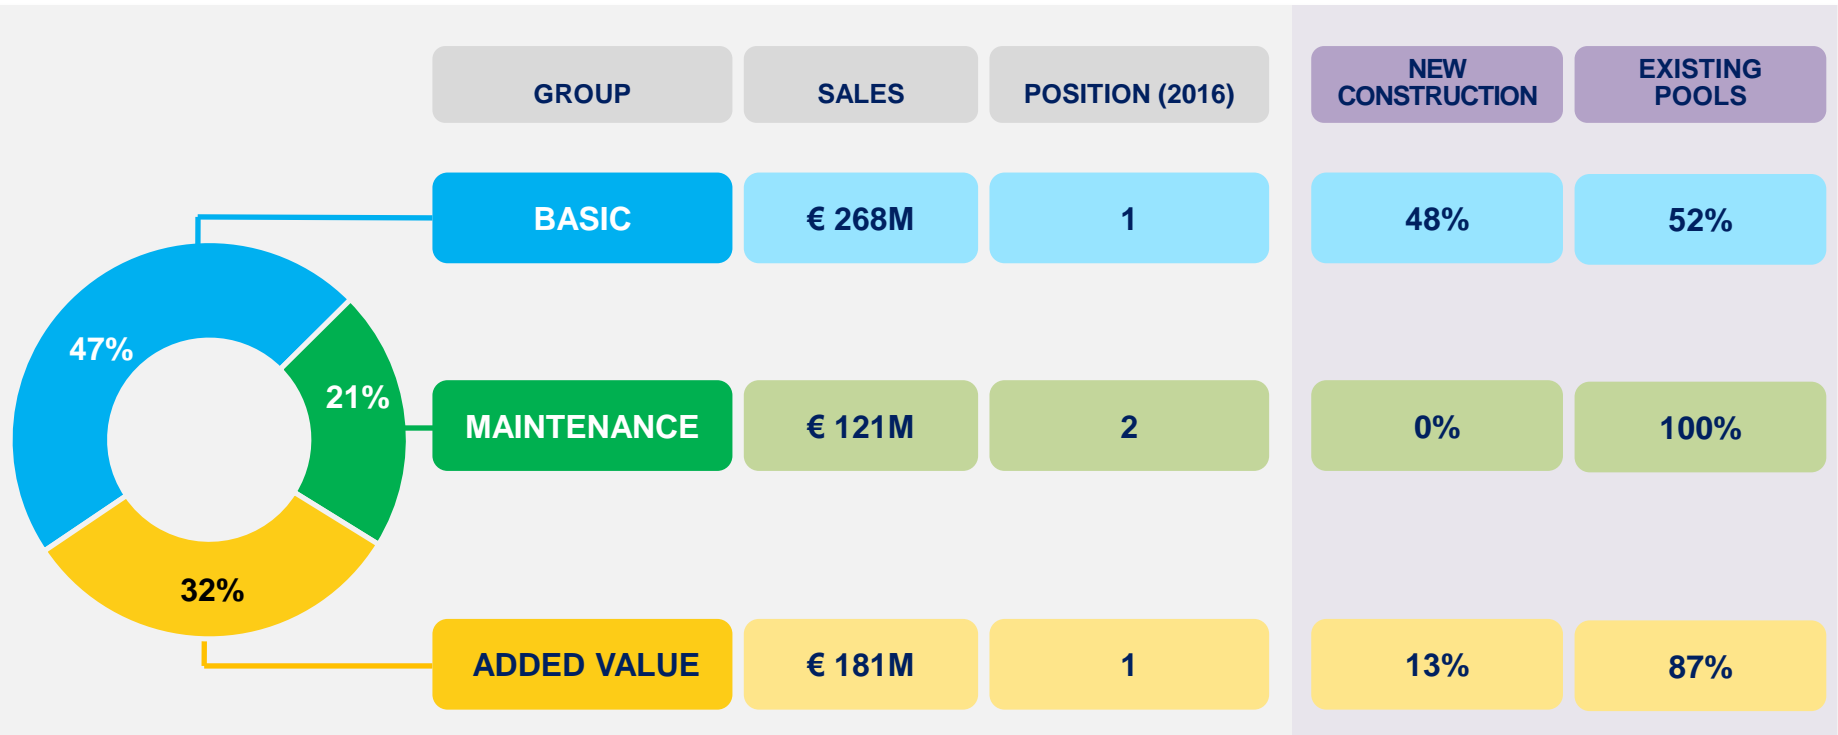 GROUP
SALES
POSITION (2016)
NEW
CONSTRUCTION
EXISTING
POOLS
BASIC
€ 268M
1
48%
52%
47%
21%
MAINTENANCE
€ 121M
2
0%
100%
32%
ADDED VALUE
€ 181M
1
13%
87%